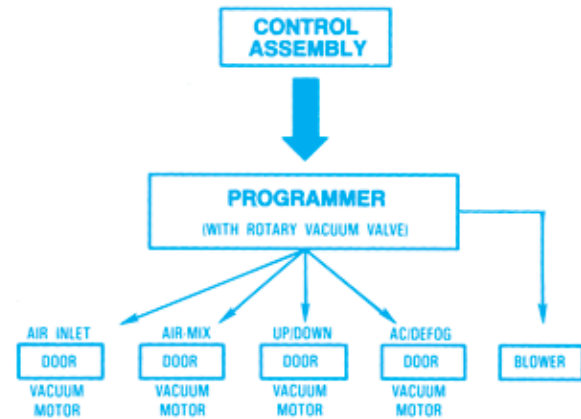 CONTROL
ASSEMBLY
PROGRAMMER
(WITH ROTARY VACUUM VALVE)
AIR INLET
DOOR
VACUUM
MOTOR
AIR-MIX
DOOR
VACUUM
MOTOR
UP/DOWN
DOOR
VACUUM
MOTOR
AC/DEFOG
DOOR
VACUUM
MOTOR
BLOWER